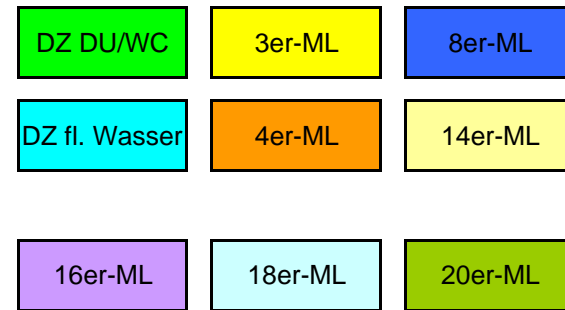 DZ DU/WC
3er-ML
8er-ML
DZ fl. Wasser
4er-ML
14er-ML
16er-ML
18er-ML
20er-ML